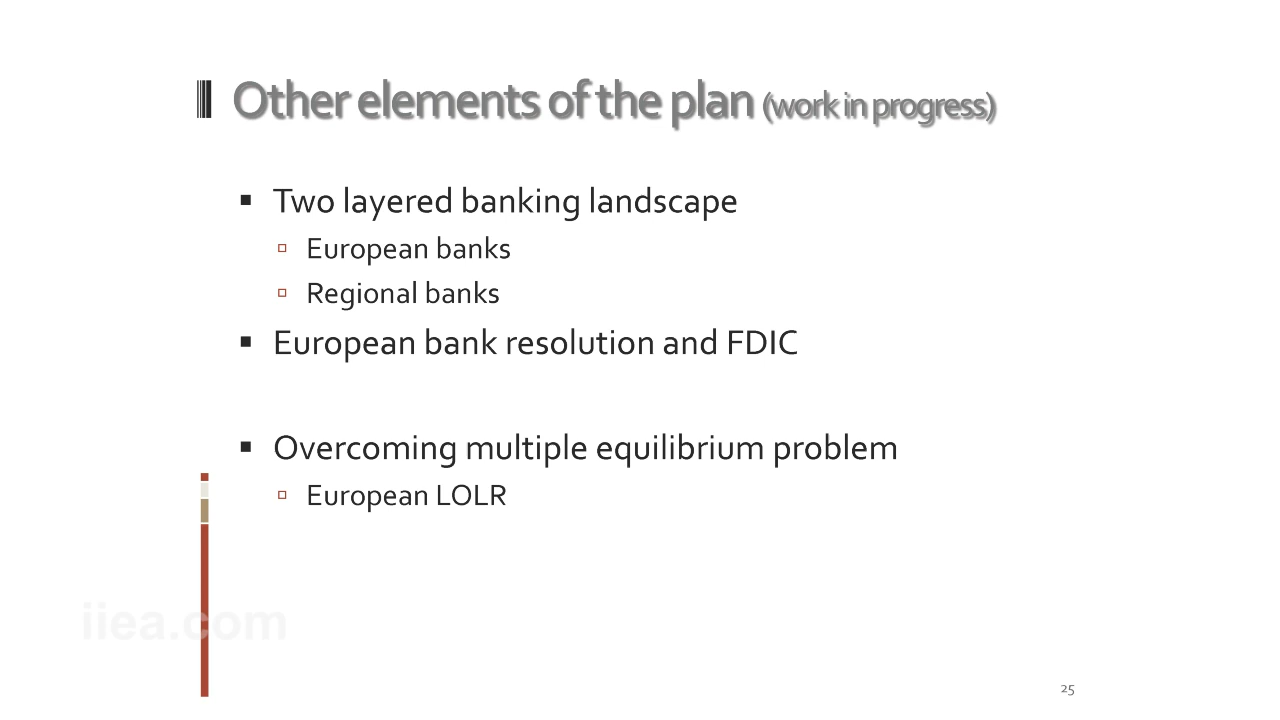 Other elements of the plan (work in progress)
Two layered banking landscape
European banks
Regional banks
European bank resolution and FDIC
Overcoming multiple equilibrium problem
European LOLR
iiea.com
25